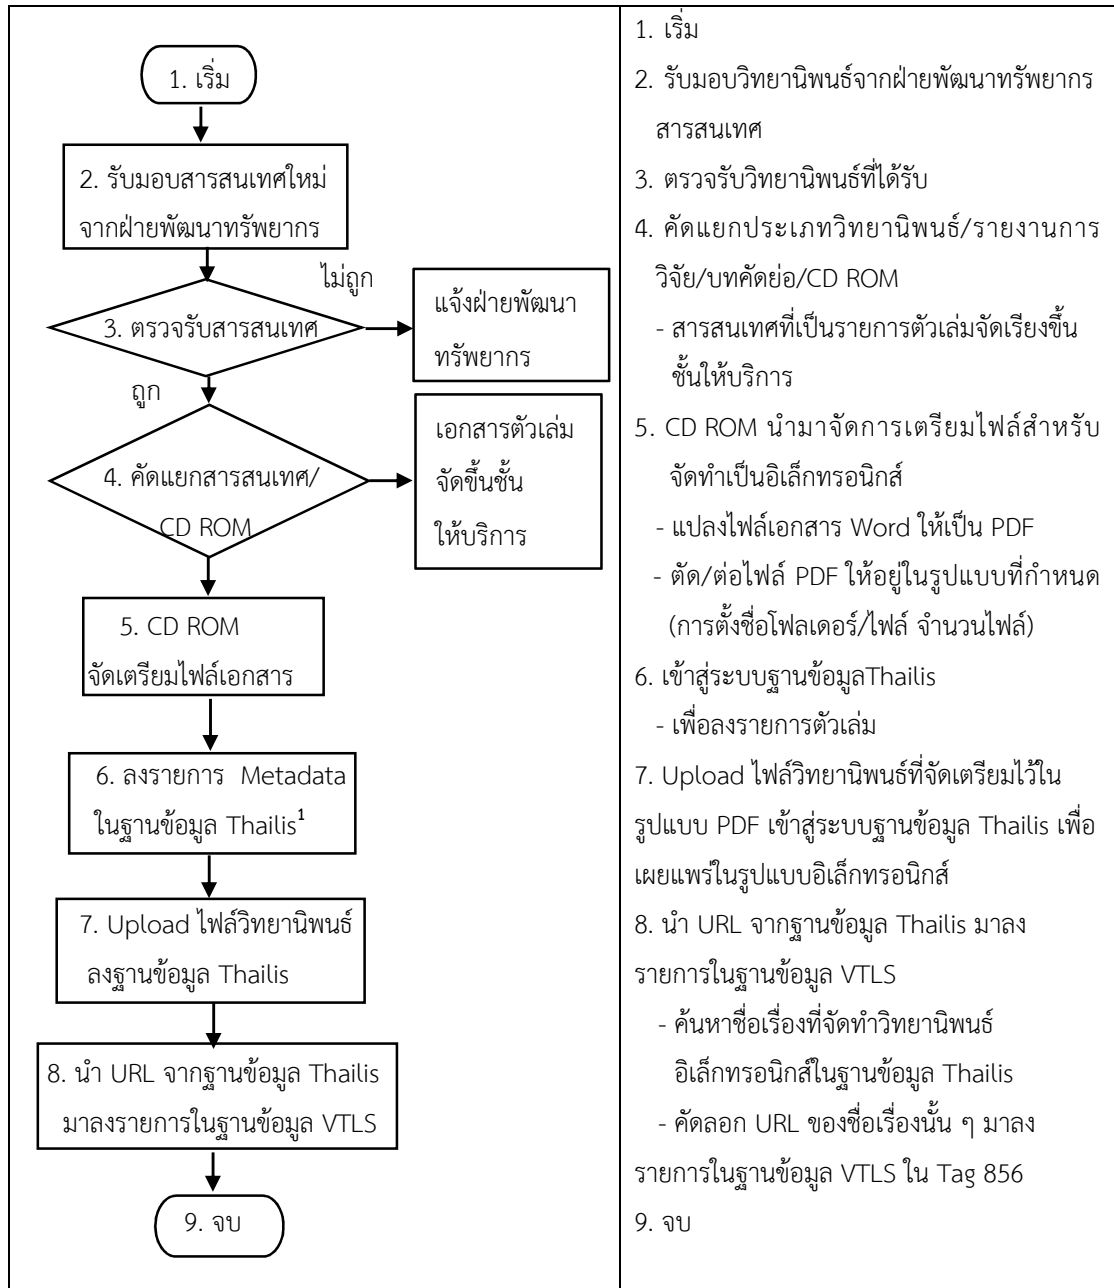 1. เริ่ม
2. รับมอบสารสนเทศใหม่
จากฝ่ายพัฒนาทรัพยากร
ไม่ถูก
3. ตรวจรับสารสนเทศ
แจ้งฝ่ายพัฒนา
ทรัพยากร
ถูก
4. คัดแยกสารสนเทศ/
CD ROM
เอกสารตัวเล่ม
จัดขึ้นชั้น
ให้บริการ
5. CD ROM
จัดเตรียมไฟล์เอกสาร
6. ลงรายการ Metadata
ในฐานข้อมูล Thailis¹
7. Upload ไฟล์วิทยานิพนธ์
ลงฐานข้อมูล Thailis
8. นำ URL จากฐานข้อมูล Thailis
มาลงรายการในฐานข้อมูล VTLS
9. จบ
1. เริ่ม
2. รับมอบวิทยานิพนธ์จากฝ่ายพัฒนาทรัพยากร
สารสนเทศ
3. ตรวจรับวิทยานิพนธ์ที่ได้รับ
4. คัดแยกประเภทวิทยานิพนธ์/รายงานการ
วิจัย/บทคัดย่อ/CD ROM
- สารสนเทศที่เป็นรายการตัวเล่มจัดเรียงขึ้น
ชั้นให้บริการ
5. CD ROM นำมาจัดการเตรียมไฟล์สำหรับ
จัดทำเป็นอิเล็กทรอนิกส์
- แปลงไฟล์เอกสาร Word ให้เป็น PDF
- ตัด/ต่อไฟล์ PDF ให้อยู่ในรูปแบบที่กำหนด
(การตั้งชื่อโฟลเดอร์/ไฟล์ จำนวนไฟล์)
6. เข้าสู่ระบบฐานข้อมูลThailis
- เพื่อลงรายการตัวเล่ม
7. Upload ไฟล์วิทยานิพนธ์ที่จัดเตรียมไว้ใน
รูปแบบ PDF เข้าสู่ระบบฐานข้อมูล Thailis เพื่อ
เผยแพร่ในรูปแบบอิเล็กทรอนิกส์
8. นำ URL จากฐานข้อมูล Thailis มาลง
รายการในฐานข้อมูล VTLS
- ค้นหาชื่อเรื่องที่จัดทำวิทยานิพนธ์
อิเล็กทรอนิกส์ในฐานข้อมูล Thailis
- คัดลอก URL ของชื่อเรื่องนั้น ๆ มาลง
รายการในฐานข้อมูล VTLS ใน Tag 856
9. จบ